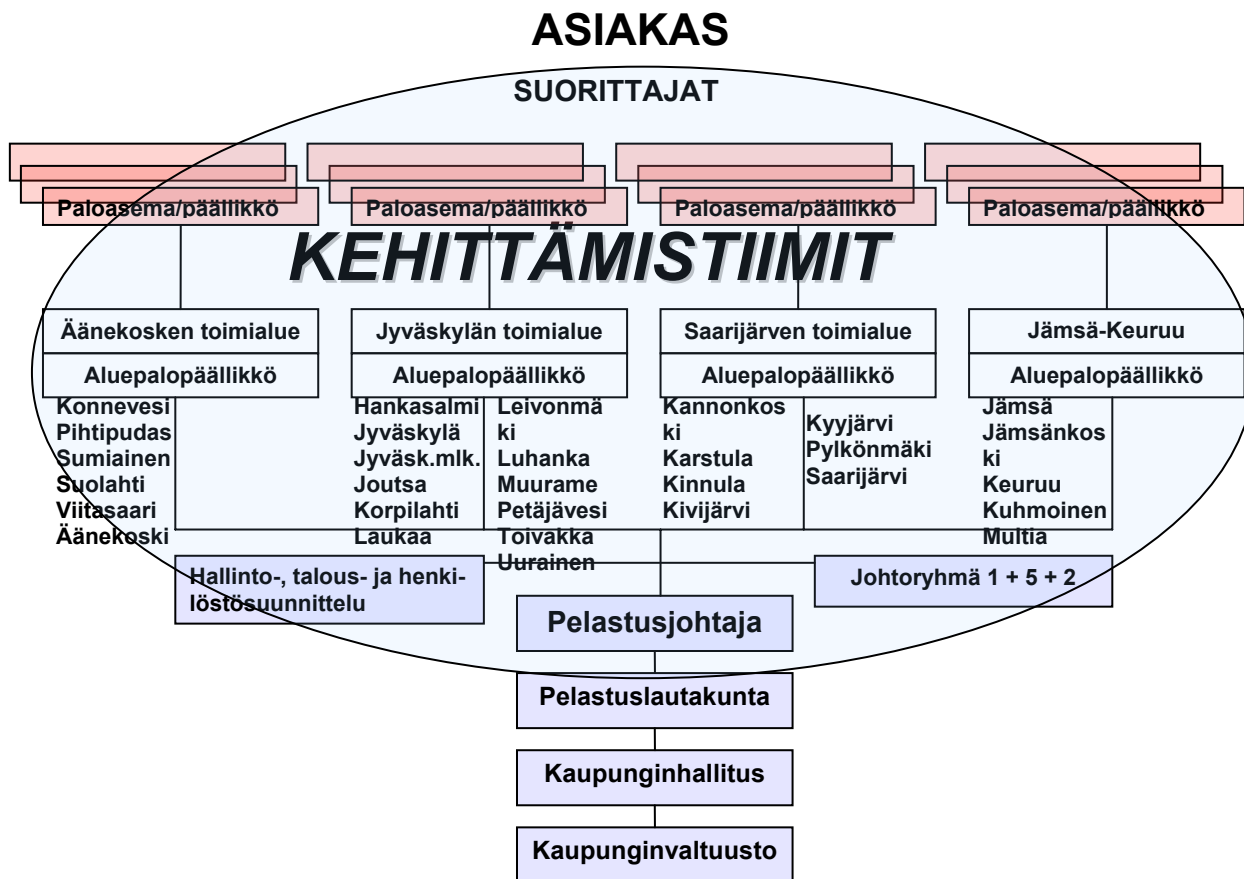 ASIAKAS
SUORITTAJAT
Paloasema/päällikkö
Paloasema/päällikkö
Paloasema/päällikkö
Paloasema/päällikkö
KEHITTÄMISTIIMIT
Äänekosken toimialue
Aluepalopäällikkö
Konnevesi
Pihtipudas
Sumiainen
Suolahti
Viitasaari
Äänekoski
Jyväskylän toimialue
Aluepalopäällikkö
Hankasalmi
Jyväskylä
Jyväsk.mlk.
Joutsa
Korpilahti
Laukaa
Leivonmä
ki
Luhanka
Muurame
Petäjävesi
Toivakka
Uurainen
Saarijärven toimialue
Aluepalopäällikkö
Kannonkos
ki
Karstula
Kinnula
Kivijärvi
Kyyjärvi
Pylkönmäki
Saarijärvi
Jämsä-Keuruu
Aluepalopäällikkö
Jämsä
Jämsänkos
ki
Keuruu
Kuhmoinen
Multia
Hallinto-, talous- ja henki-
löstösuunnittelu
Johtoryhmä 1 + 5 + 2
Pelastusjohtaja
Pelastuslautakunta
Kaupunginhallitus
Kaupunginvaltuusto